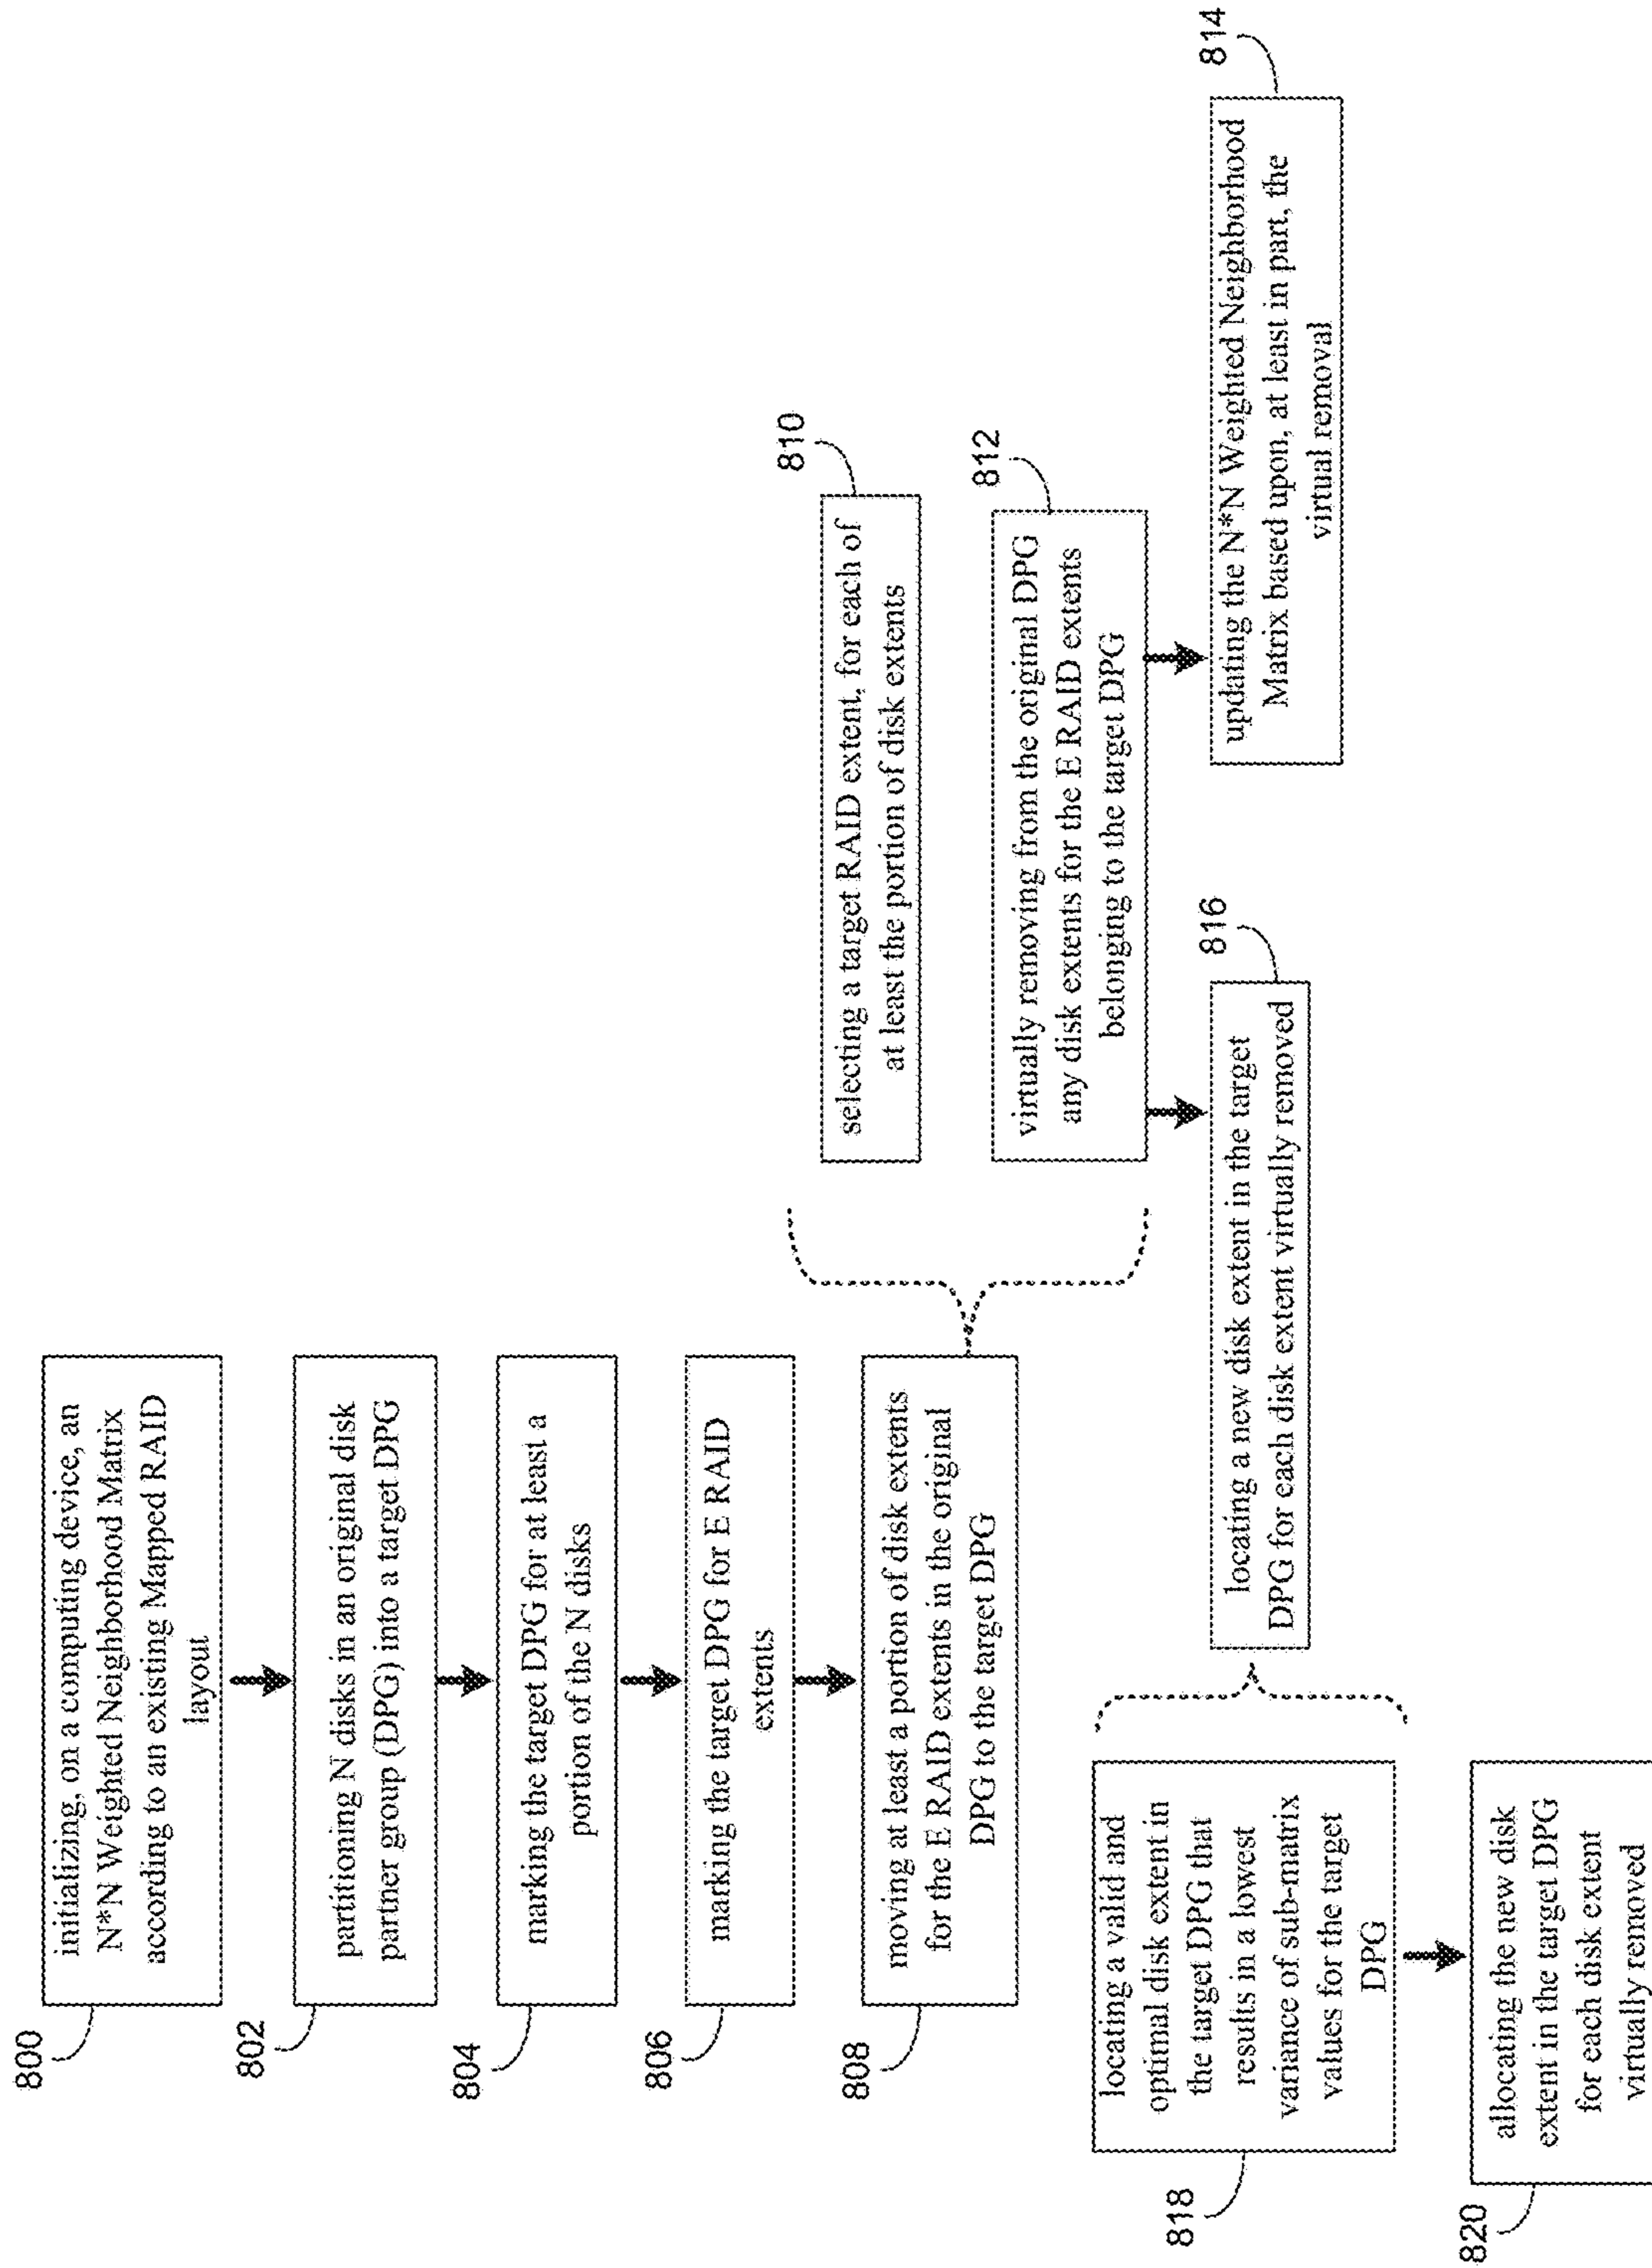 800
initializing, on a computing device, an
N*N Weighted Neighborhood Matrix
according to an existing Mapped RAID
layout
802
partitioning N disks in an original disk
partner group (DPG) into a target DPG
804
marking the target DPG for at least a
portion of the N disks
806
marking the target DPG for E RAID
extents
808
moving at least a portion of disk extents
for the E RAID extents in the original
DPG to the target DPG
810
selecting a target RAID extent, for each of
at least the portion of disk extents
812
virtually removing from the original DPG
any disk extents for the E RAID extents
belonging to the target DPG
814
updating the N*N Weighted Neighborhood
Matrix based upon, at least in part, the
virtual removal
816
locating a new disk extent in the target
DPG for each disk extent virtually removed
818
locating a valid and
optimal disk extent in
the target DPG that
results in a lowest
variance of sub-matrix
values for the target
DPG
820
allocating the new disk
extent in the target DPG
for each disk extent
virtually removed